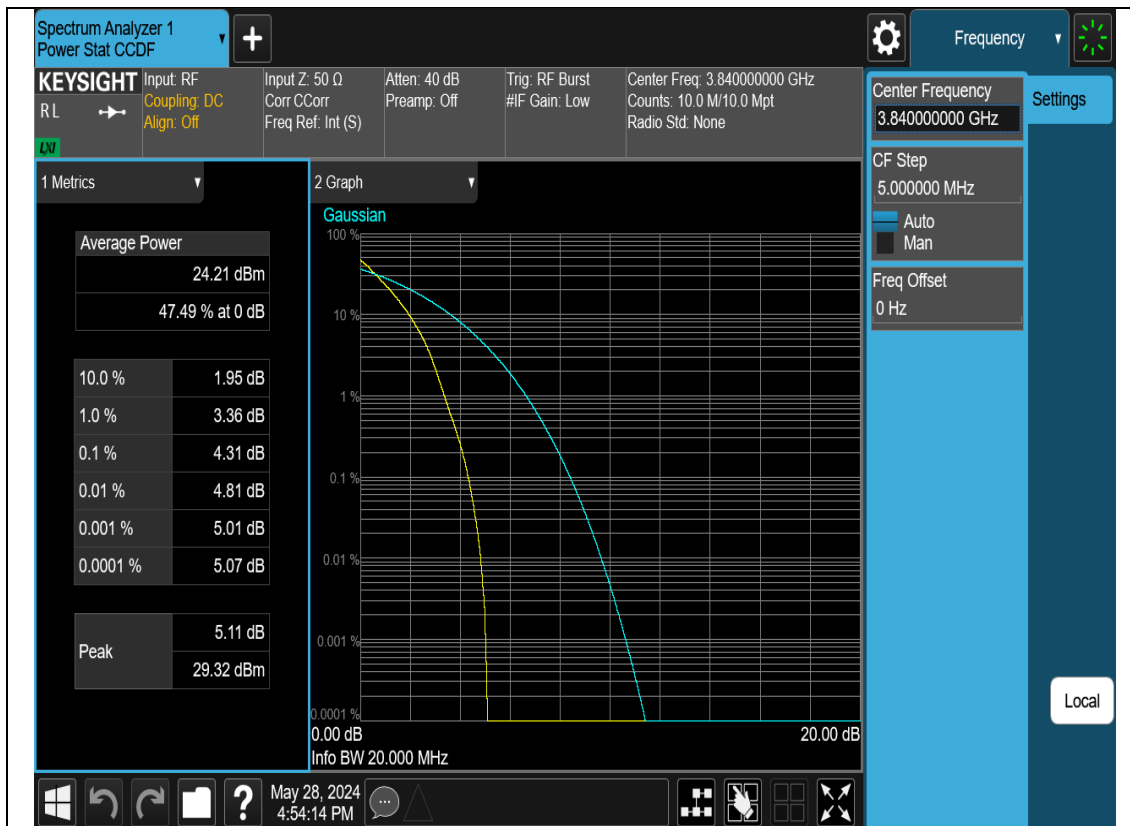 Spectrum Analyzer 1
Power Stat CCDF
Frequency
KEYSIGHT
R L
LXI
Input: RF
Coupling: DC
Align: Off
Input Z: 50 Ω
Corr CCorr
Freq Ref: Int (S)
Atten: 40 dB
Preamp: Off
Trig: RF Burst
#IF Gain: Low
Center Freq: 3.840000000 GHz
Counts: 10.0 M/10.0 Mpt
Radio Std: None
Center Frequency
3.840000000 GHz
Settings
CF Step
5.000000 MHz
Auto
Man
Freq Offset
0 Hz
1 Metrics
Average Power
24.21 dBm
47.49 % at 0 dB
10.0 % 1.95 dB
1.0 % 3.36 dB
0.1 % 4.31 dB
0.01 % 4.81 dB
0.001 % 5.01 dB
0.0001 % 5.07 dB
Peak
5.11 dB
29.32 dBm
2 Graph
Gaussian
100 %
10 %
1 %
0.1 %
0.01 %
0.001 %
0.0001 %
0.00 dB 20.00 dB
Info BW 20.000 MHz
Local
?
May 28, 2024
4:54:14 PM